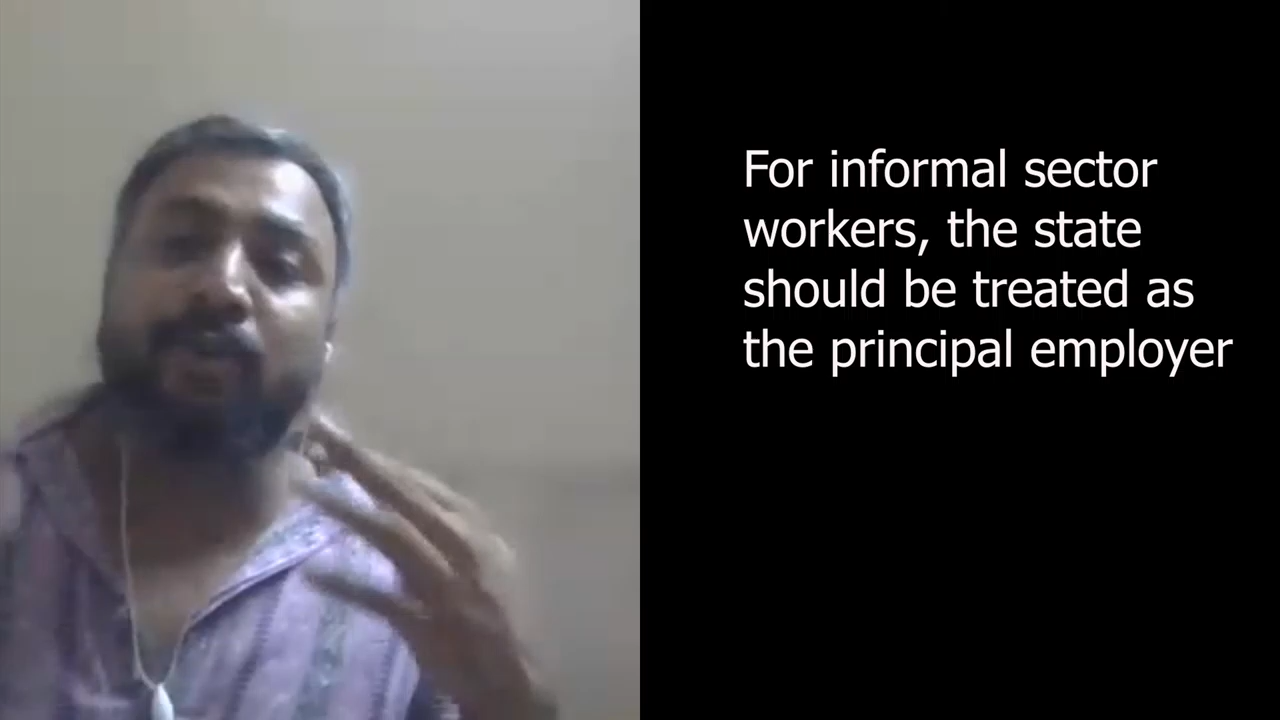 For informal sector
workers, the state
should be treated as
the principal employer